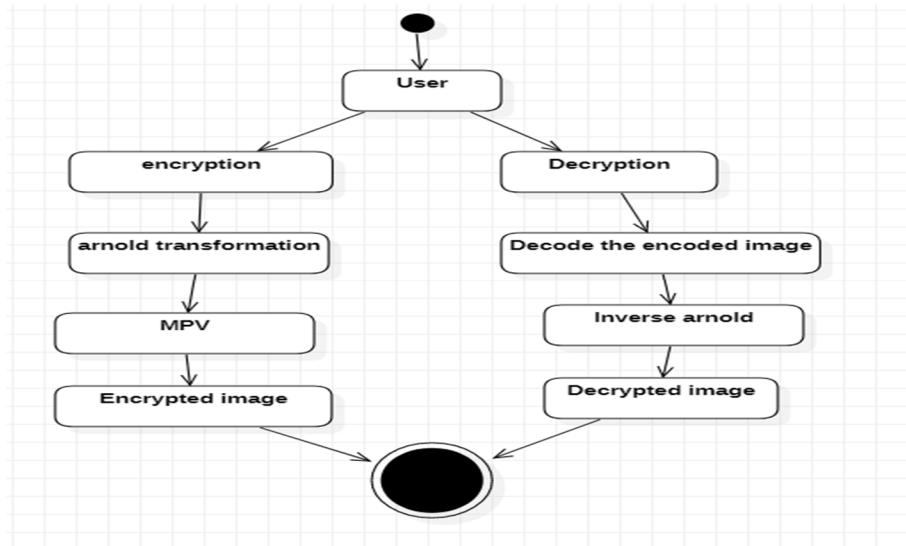 User
encryption
Decryption
arnold transformation
Decode the encoded image
MPV
Inverse arnold
Encrypted image
Decrypted image